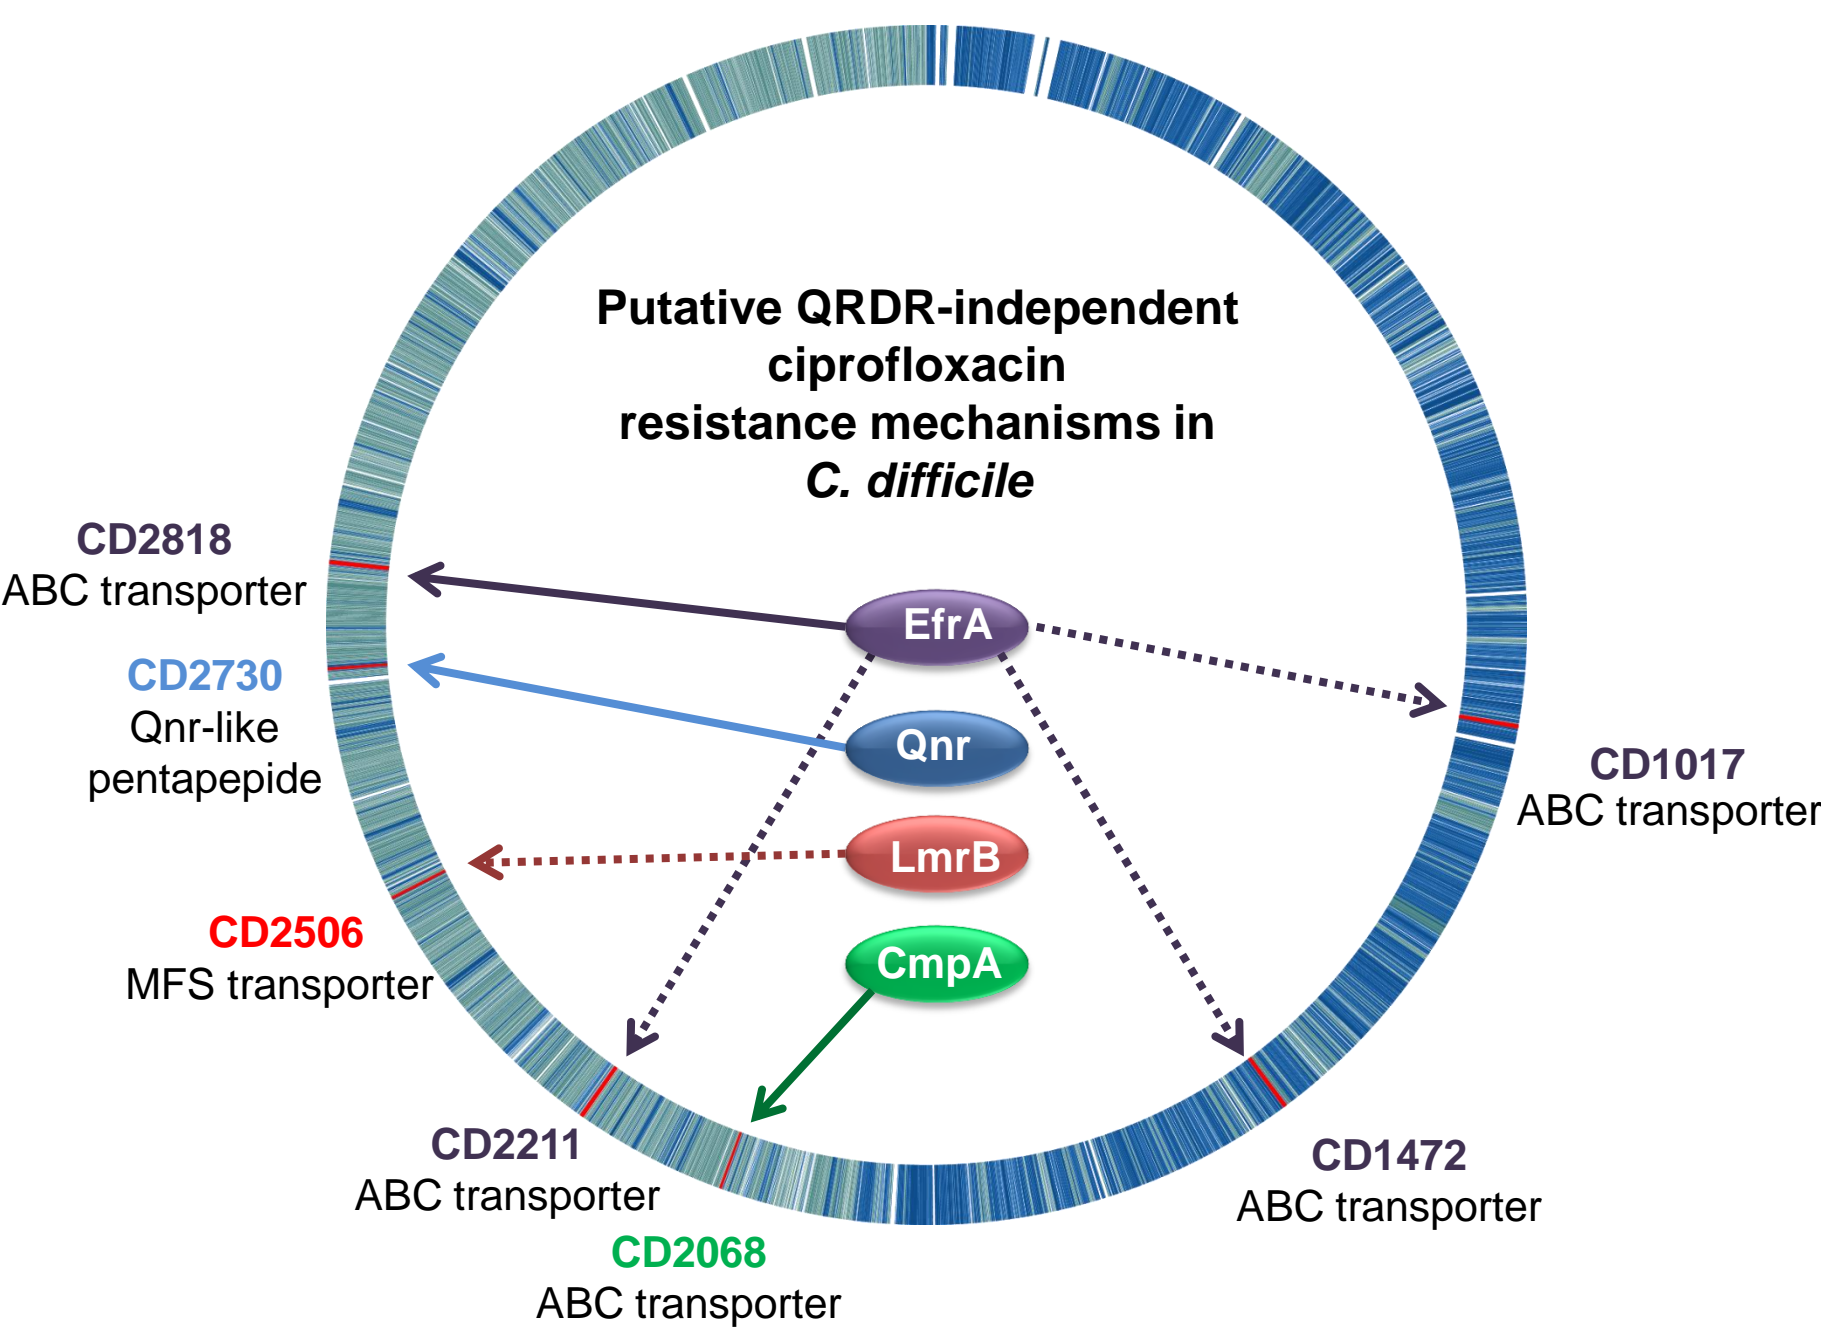 Putative QRDR-independent
ciprofloxacin
resistance mechanisms in
C. difficile
CD2818
ABC transporter
EfrA
CD2730
Qnr-like
pentapepide
Qnr
CD1017
ABC transporter
LmrB
CD2506
MFS transporter
CmpA
CD2211
ABC transporter
CD1472
ABC transporter
CD2068
ABC transporter